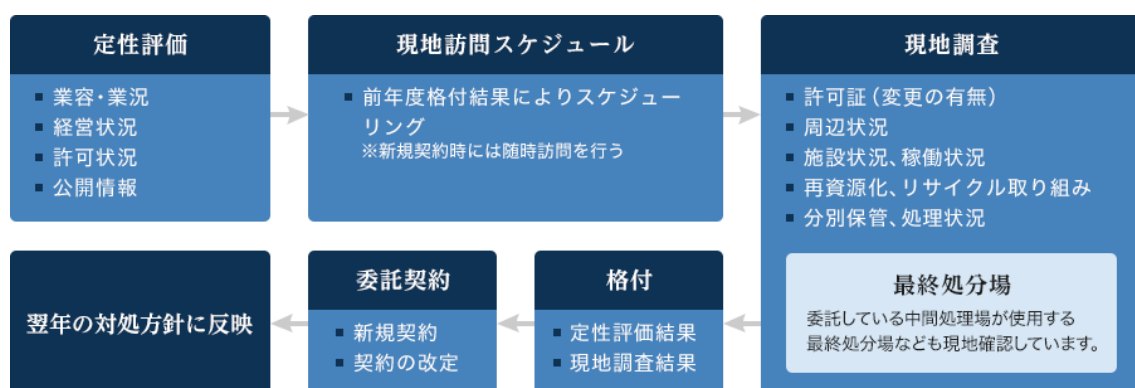 定性評価
■ 業容・業況
■ 経営状況
■ 許可状況
■ 公開情報
現地訪問スケジュール
■ 前年度格付結果によりスケジュー
リング
※新規契約時には随時訪問を行う
現地調査
■ 許可証（変更の有無）
■ 周辺状況
■ 施設状況、稼働状況
■ 再資源化、リサイクル取り組み
■ 分別保管、処理状況
最終処分場
委託している中間処理場が使用する
最終処分場なども現地確認しています。
格付
■ 定性評価結果
■ 現地調査結果
委託契約
■ 新規契約
■ 契約の改定
翌年の対処方針に反映